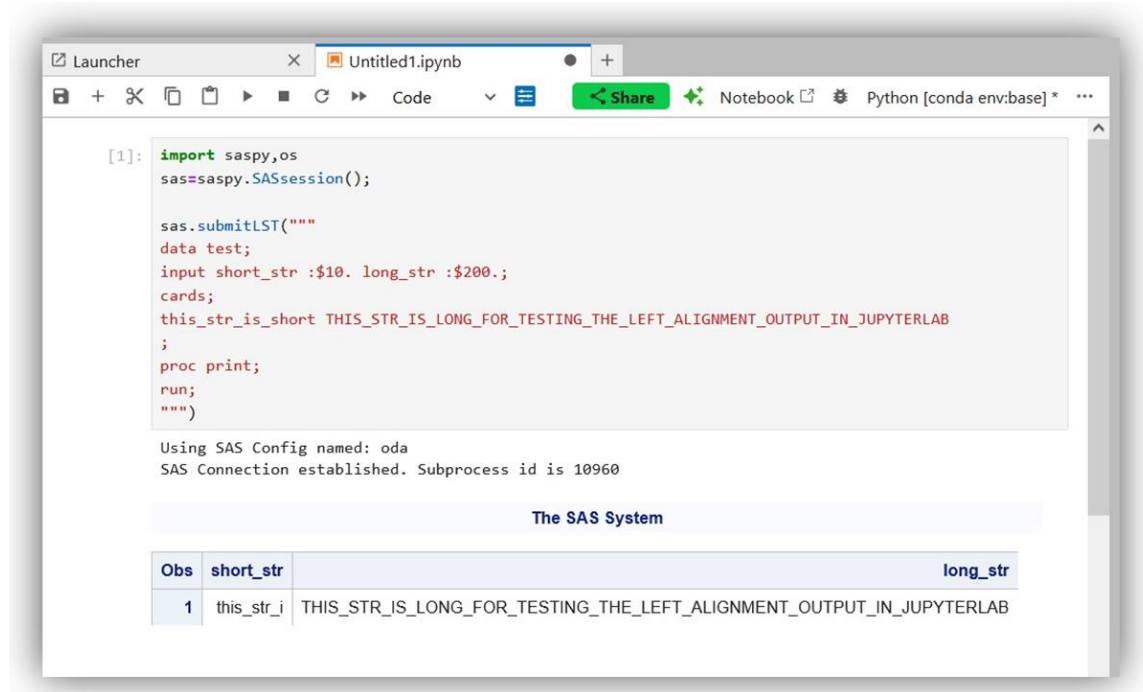 Launcher
Untitled1.ipynb
Code
Share
Notebook
Python [conda env:base] *
[1]:
import saspy,os
sas=saspy.SASsession();
sas.submitLST("""
data test;
input short_str :$10. long_str :$200.;
cards;
this_str_is_short THIS_STR_IS_LONG_FOR_TESTING_THE_LEFT_ALIGNMENT_OUTPUT_IN_JUPYTERLAB
;
proc print;
run;
""")
Using SAS Config named: oda
SAS Connection established. Subprocess id is 10960
The SAS System
Obs short_str long_str
1 this_str_i THIS_STR_IS_LONG_FOR_TESTING_THE_LEFT_ALIGNMENT_OUTPUT_IN_JUPYTERLAB